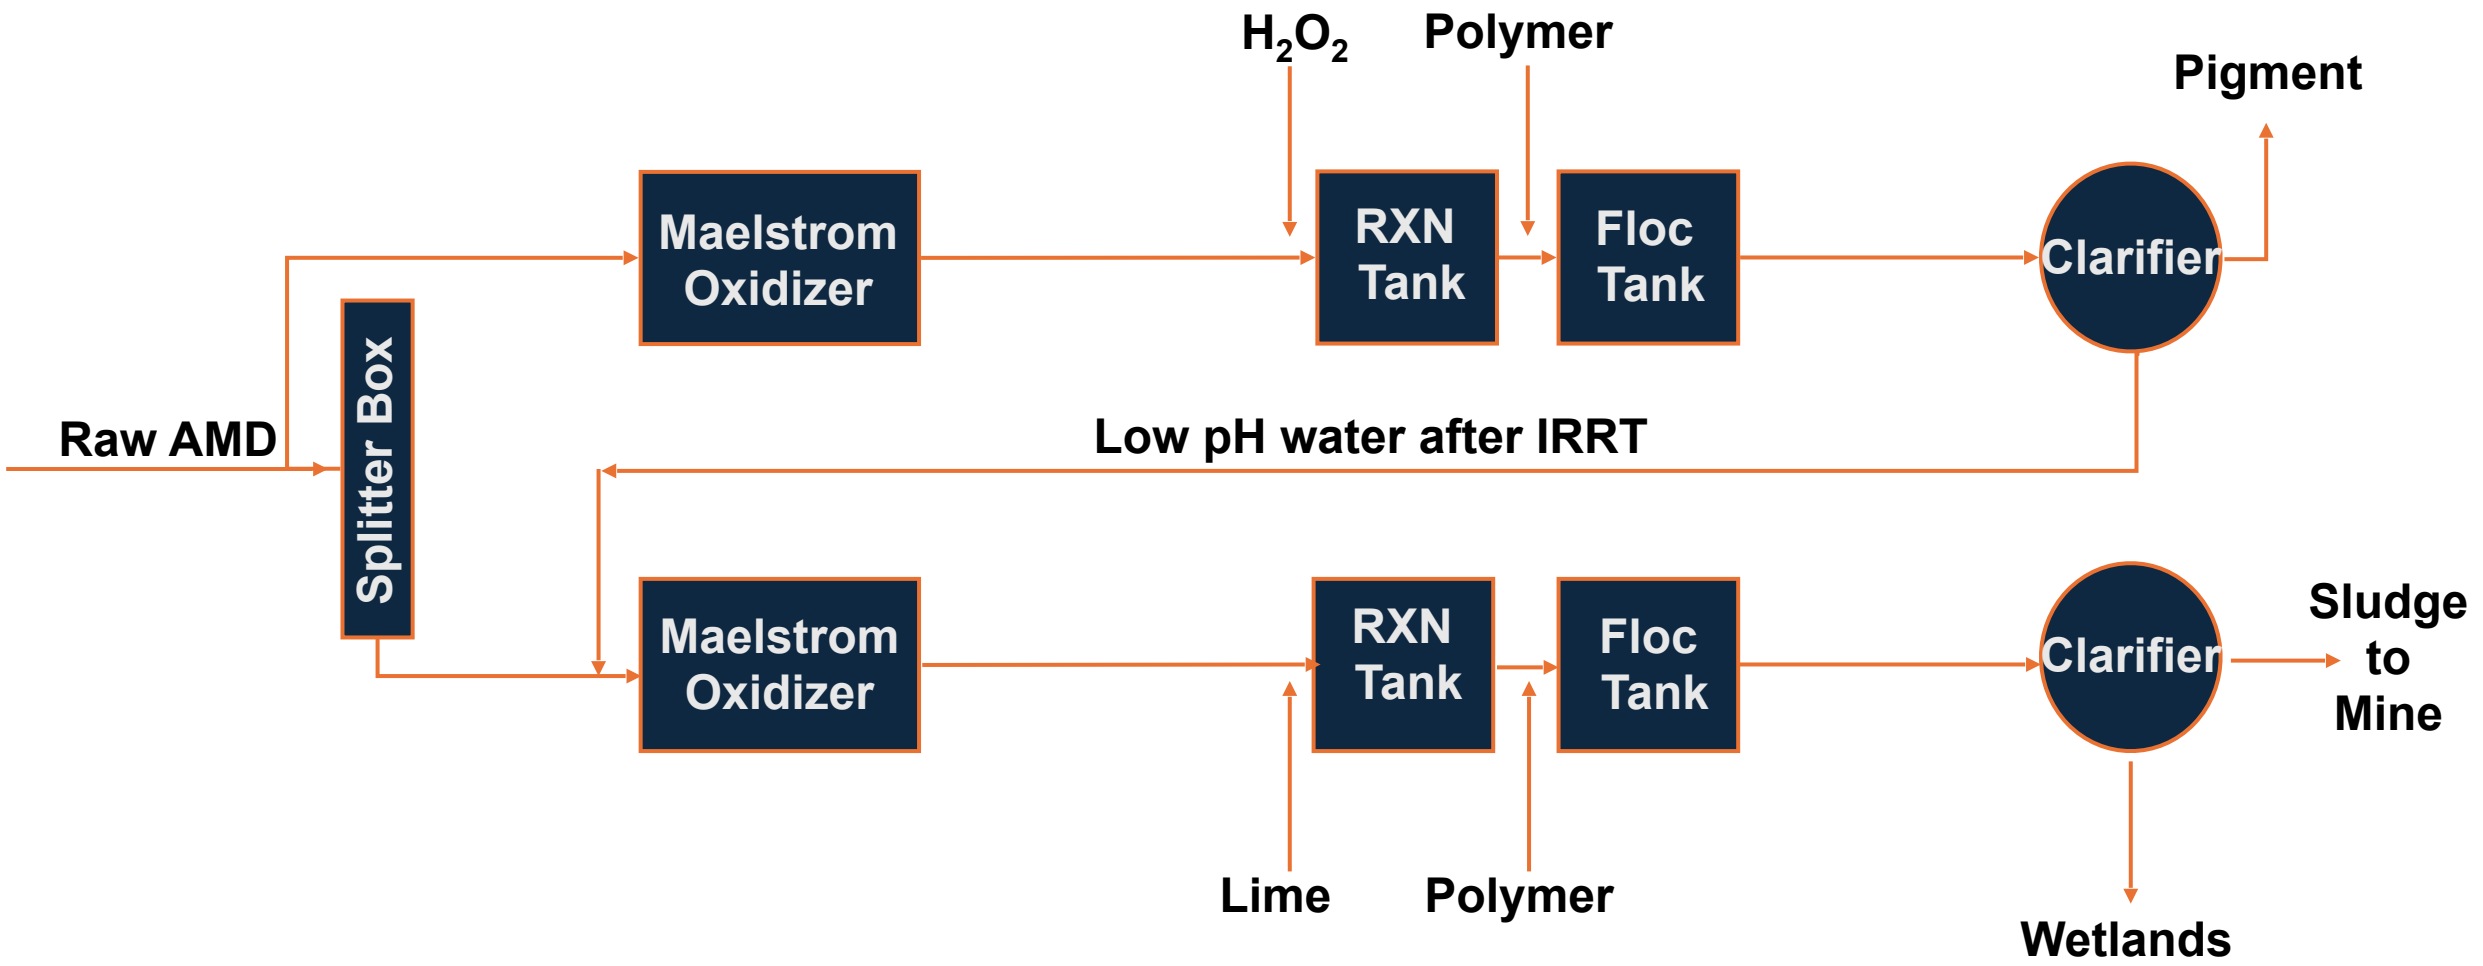 H₂O₂
Polymer
Pigment
Maelstrom
Oxidizer
RXN
Tank
Floc
Tank
Clarifier
Splitter Box
Raw AMD
Low pH water after IRRT
Maelstrom
Oxidizer
RXN
Tank
Floc
Tank
Clarifier
Sludge
to
Mine
Lime
Polymer
Wetlands